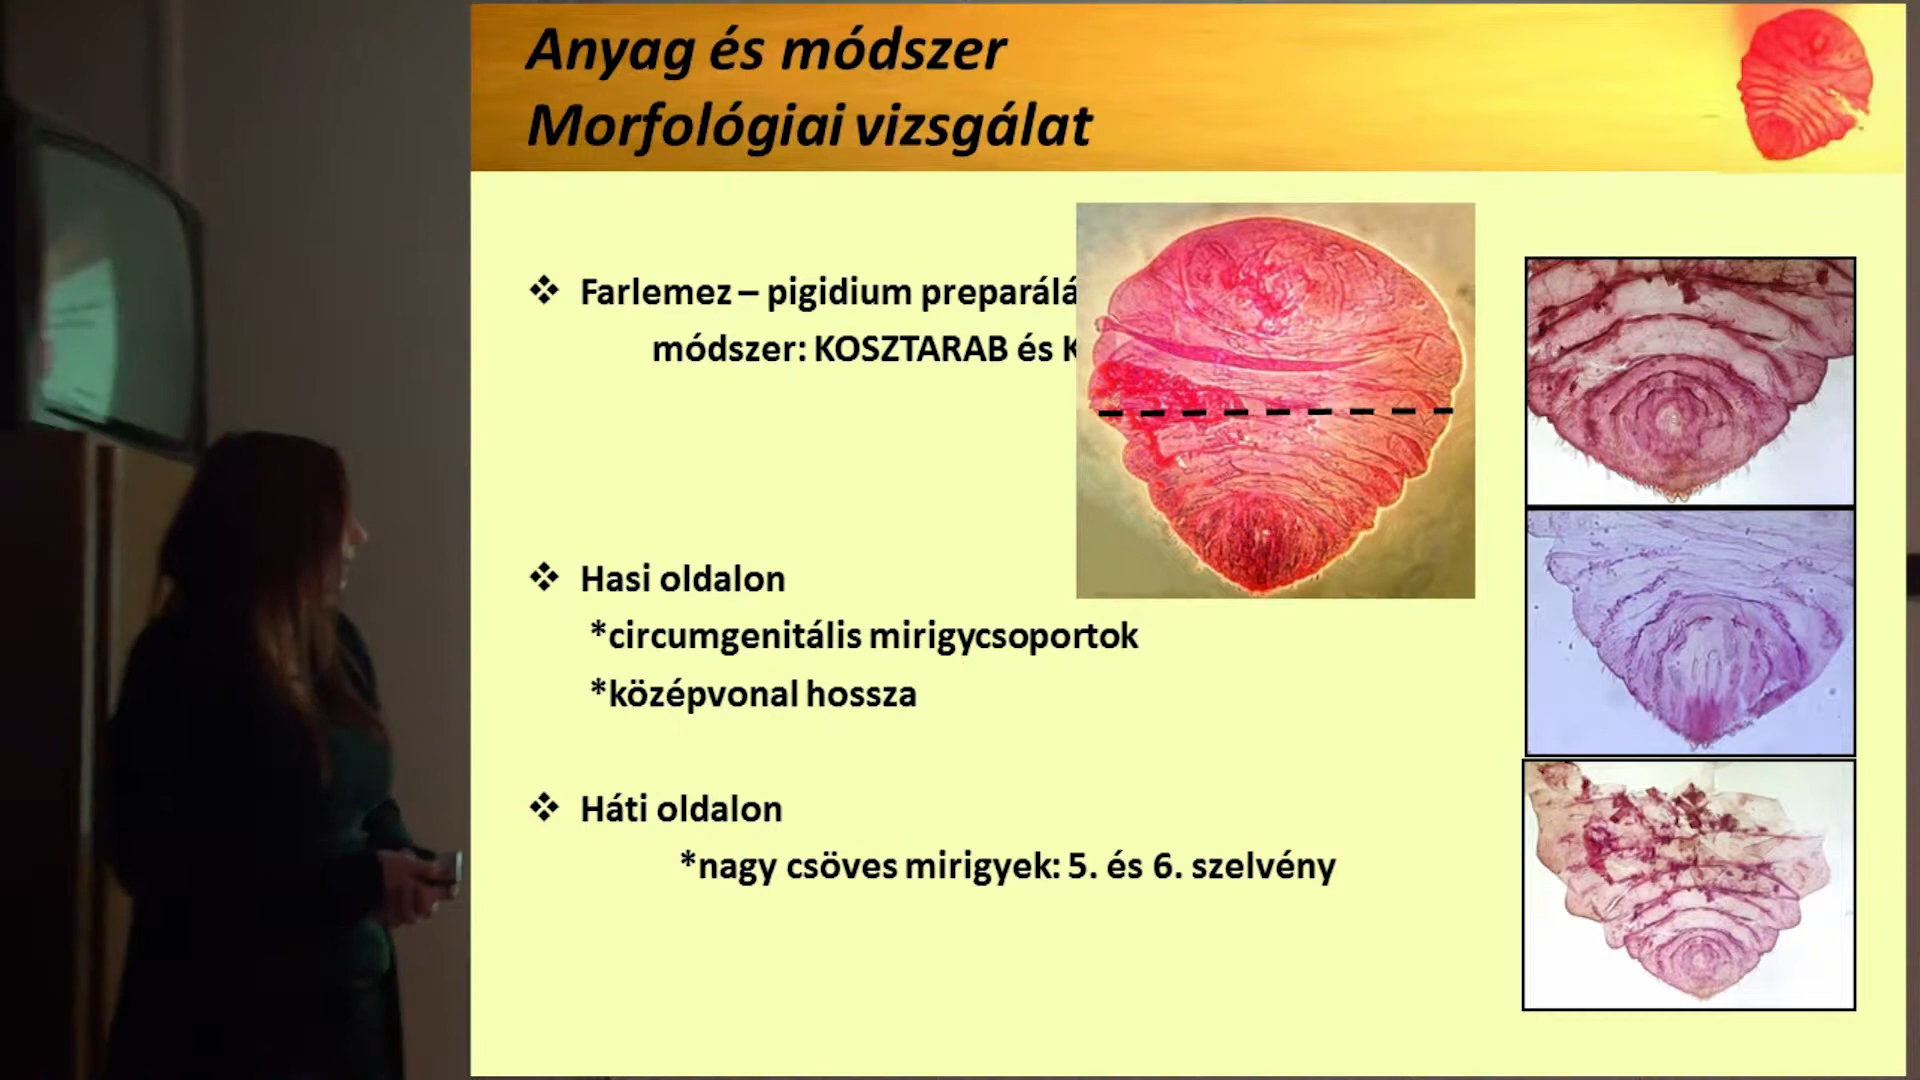 Anyag és módszer
Morfológiai vizsgálat
❖ Farlemez – pigidium preparálá
módszer: KOSZTARAB és K
❖ Hasi oldalon
*circumgenitális mirigycsoportok
*középvonal hossza
❖ Háti oldalon
*nagy csöves mirigyek: 5. és 6. szelvény